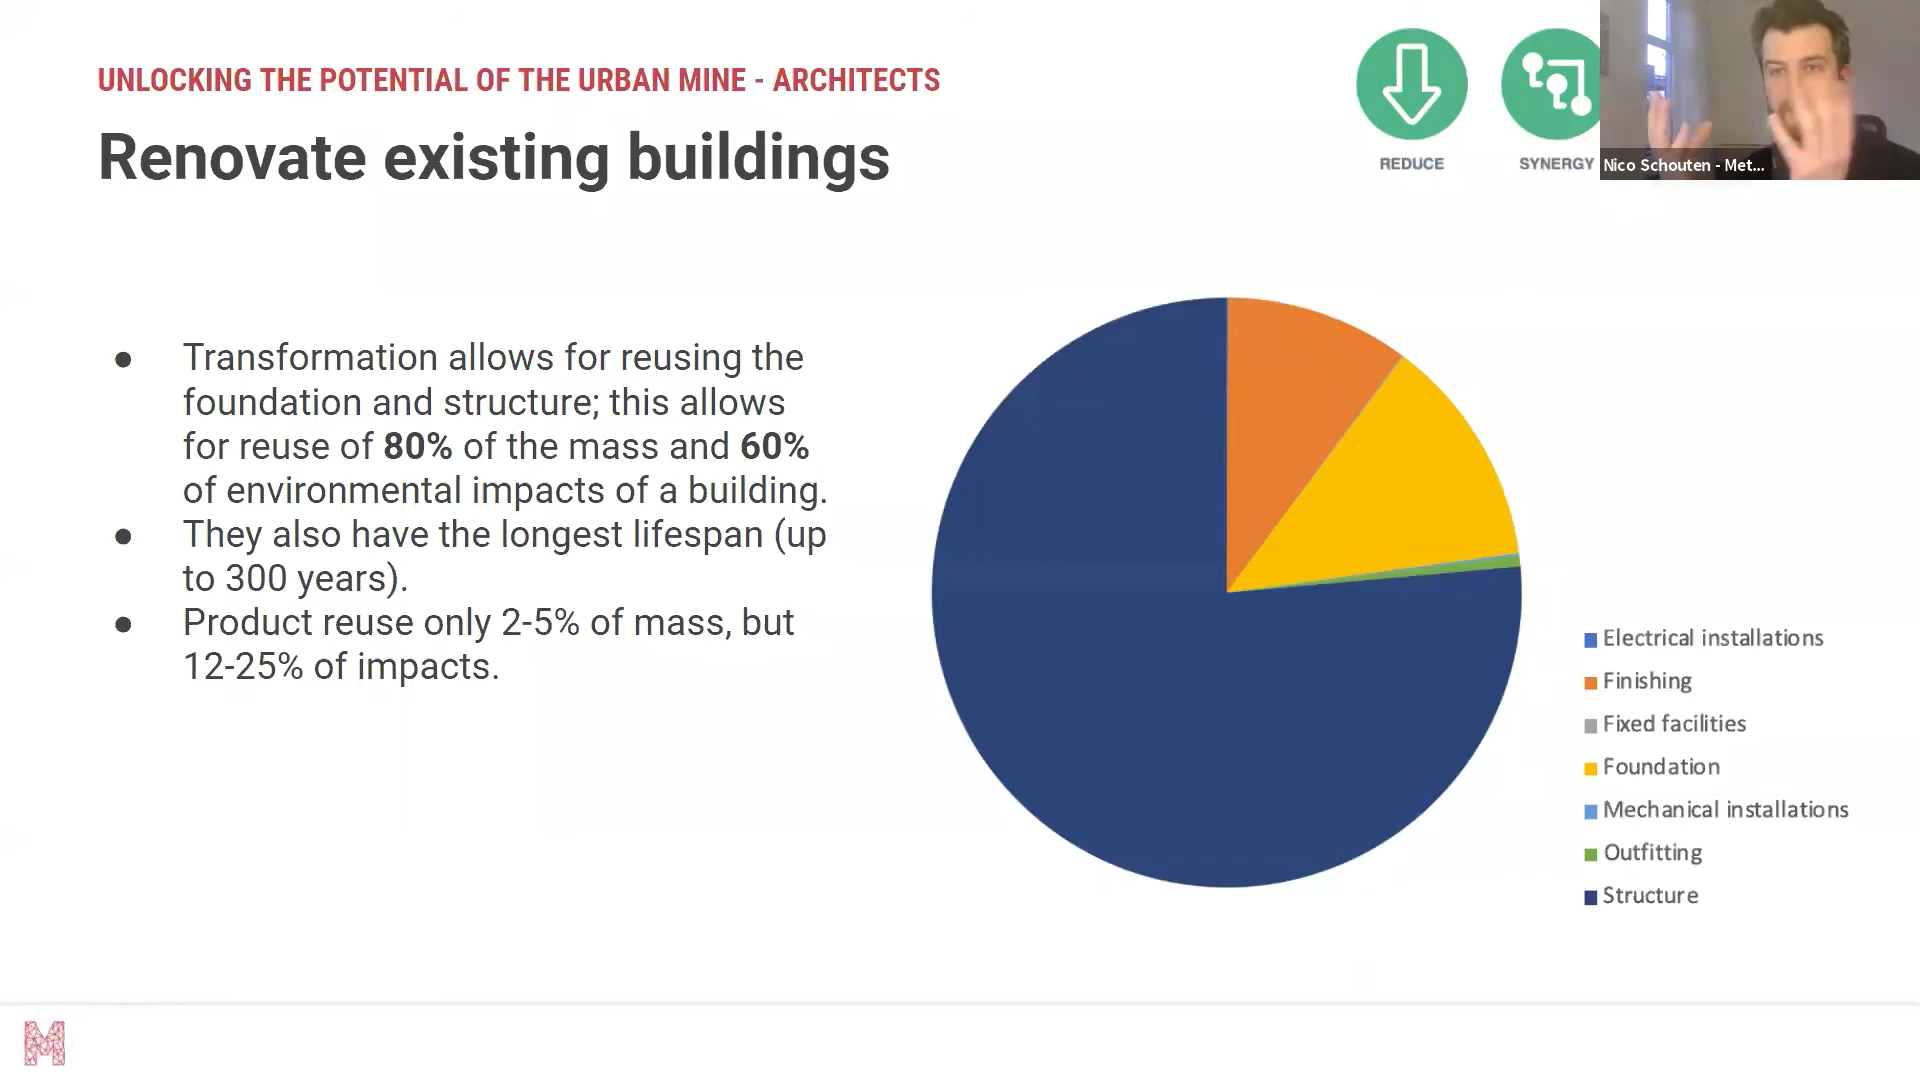 UNLOCKING THE POTENTIAL OF THE URBAN MINE - ARCHITECTS
Renovate existing buildings
REDUCE
SYNERGY
Nico Schouten - Met...
● Transformation allows for reusing the
foundation and structure; this allows
for reuse of 80% of the mass and 60%
of environmental impacts of a building.
● They also have the longest lifespan (up
to 300 years).
● Product reuse only 2-5% of mass, but
12-25% of impacts.
Electrical installations
Finishing
Fixed facilities
Foundation
Mechanical installations
Outfitting
Structure
M